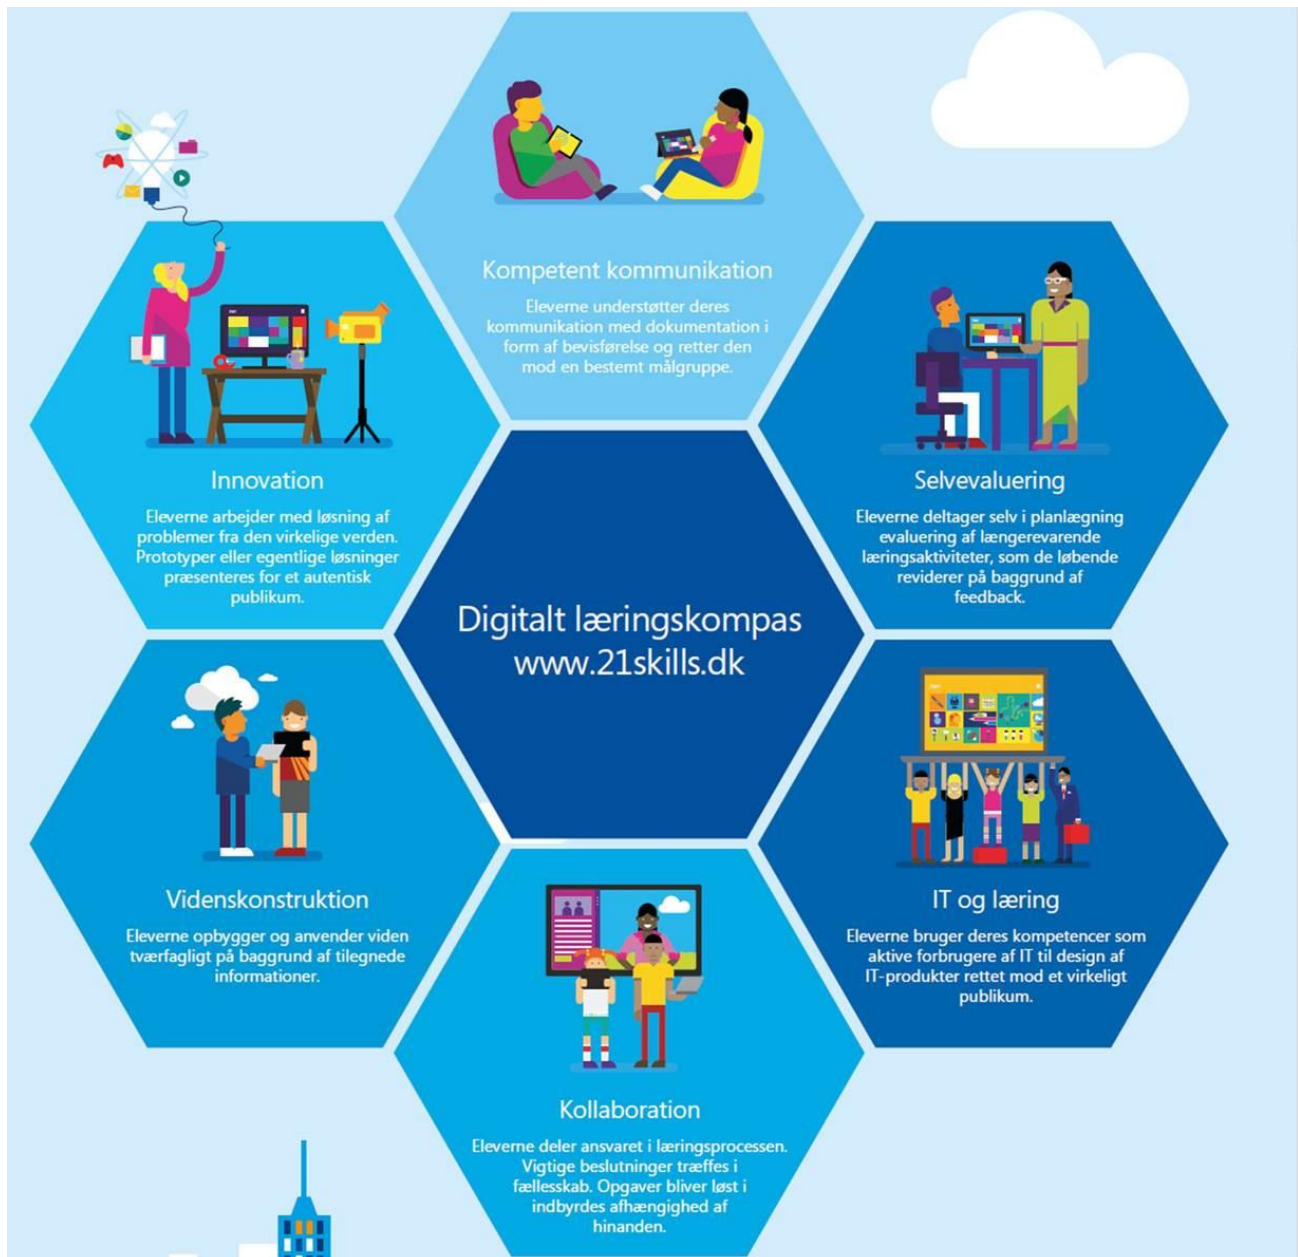 Kompetent kommunikation
Eleverne understøtter deres
kommunikation med dokumentation i
form af bevisførelse og retter den
mod en bestemt målgruppe.
Innovation
Eleverne arbejder med løsning af
problemer fra den virkelige verden.
Prototyper eller egentlige løsninger
præsenteres for et autentisk
publikum.
Selvevaluering
Eleverne deltager selv i planlægning
evaluering af længerevarende
læringsaktiviteter, som de løbende
reviderer på baggrund af
feedback.
Digitalt læringskompas
www.21skills.dk
Videnskonstruktion
Eleverne opbygger og anvender viden
tværfagligt på baggrund af tilegnede
informationer.
IT og læring
Eleverne bruger deres kompetencer som
aktive forbrugere af IT til design af
IT-produkter rettet mod et virkeligt
publikum.
Kollaboration
Eleverne deler ansvaret i læringsprocessen.
Vigtige beslutninger træffes i
fællesskab. Opgaver bliver løst i
indbyrdes afhængighed af
hinanden.